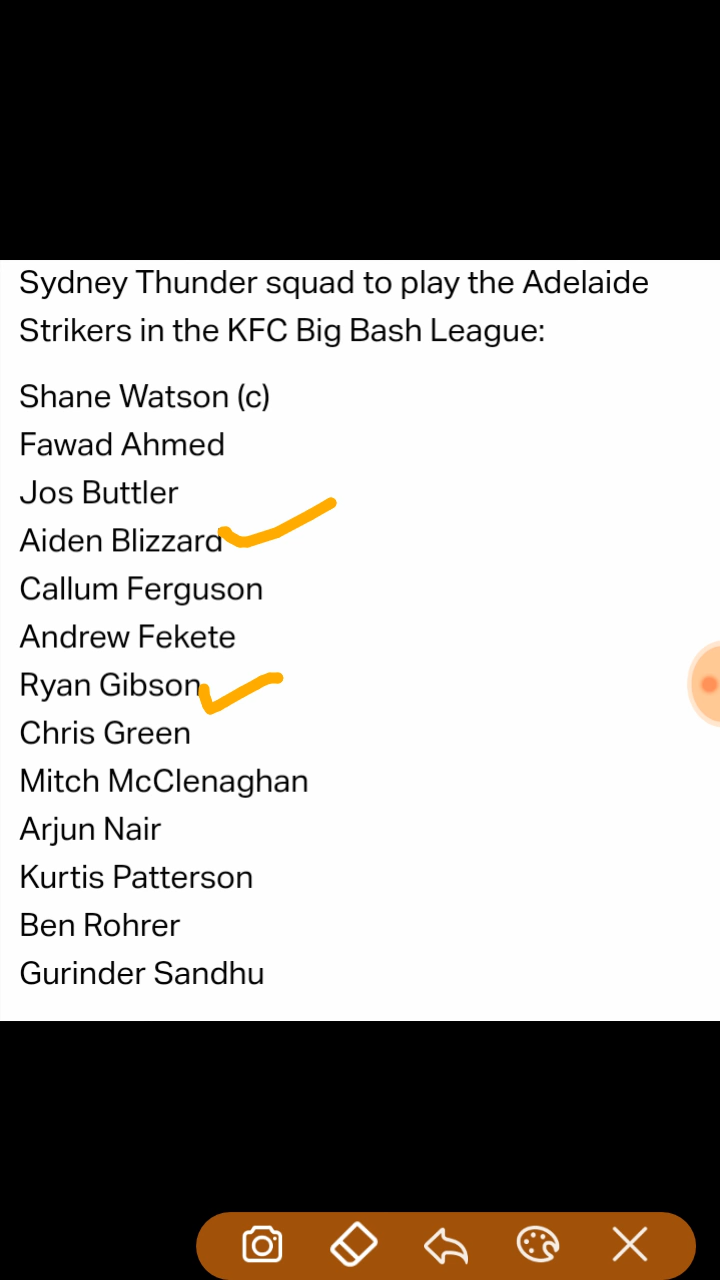 Sydney Thunder squad to play the Adelaide
Strikers in the KFC Big Bash League:
Shane Watson (c)
Fawad Ahmed
Jos Buttler
Aiden Blizzard
Callum Ferguson
Andrew Fekete
Ryan Gibson
Chris Green
Mitch McClenaghan
Arjun Nair
Kurtis Patterson
Ben Rohrer
Gurinder Sandhu